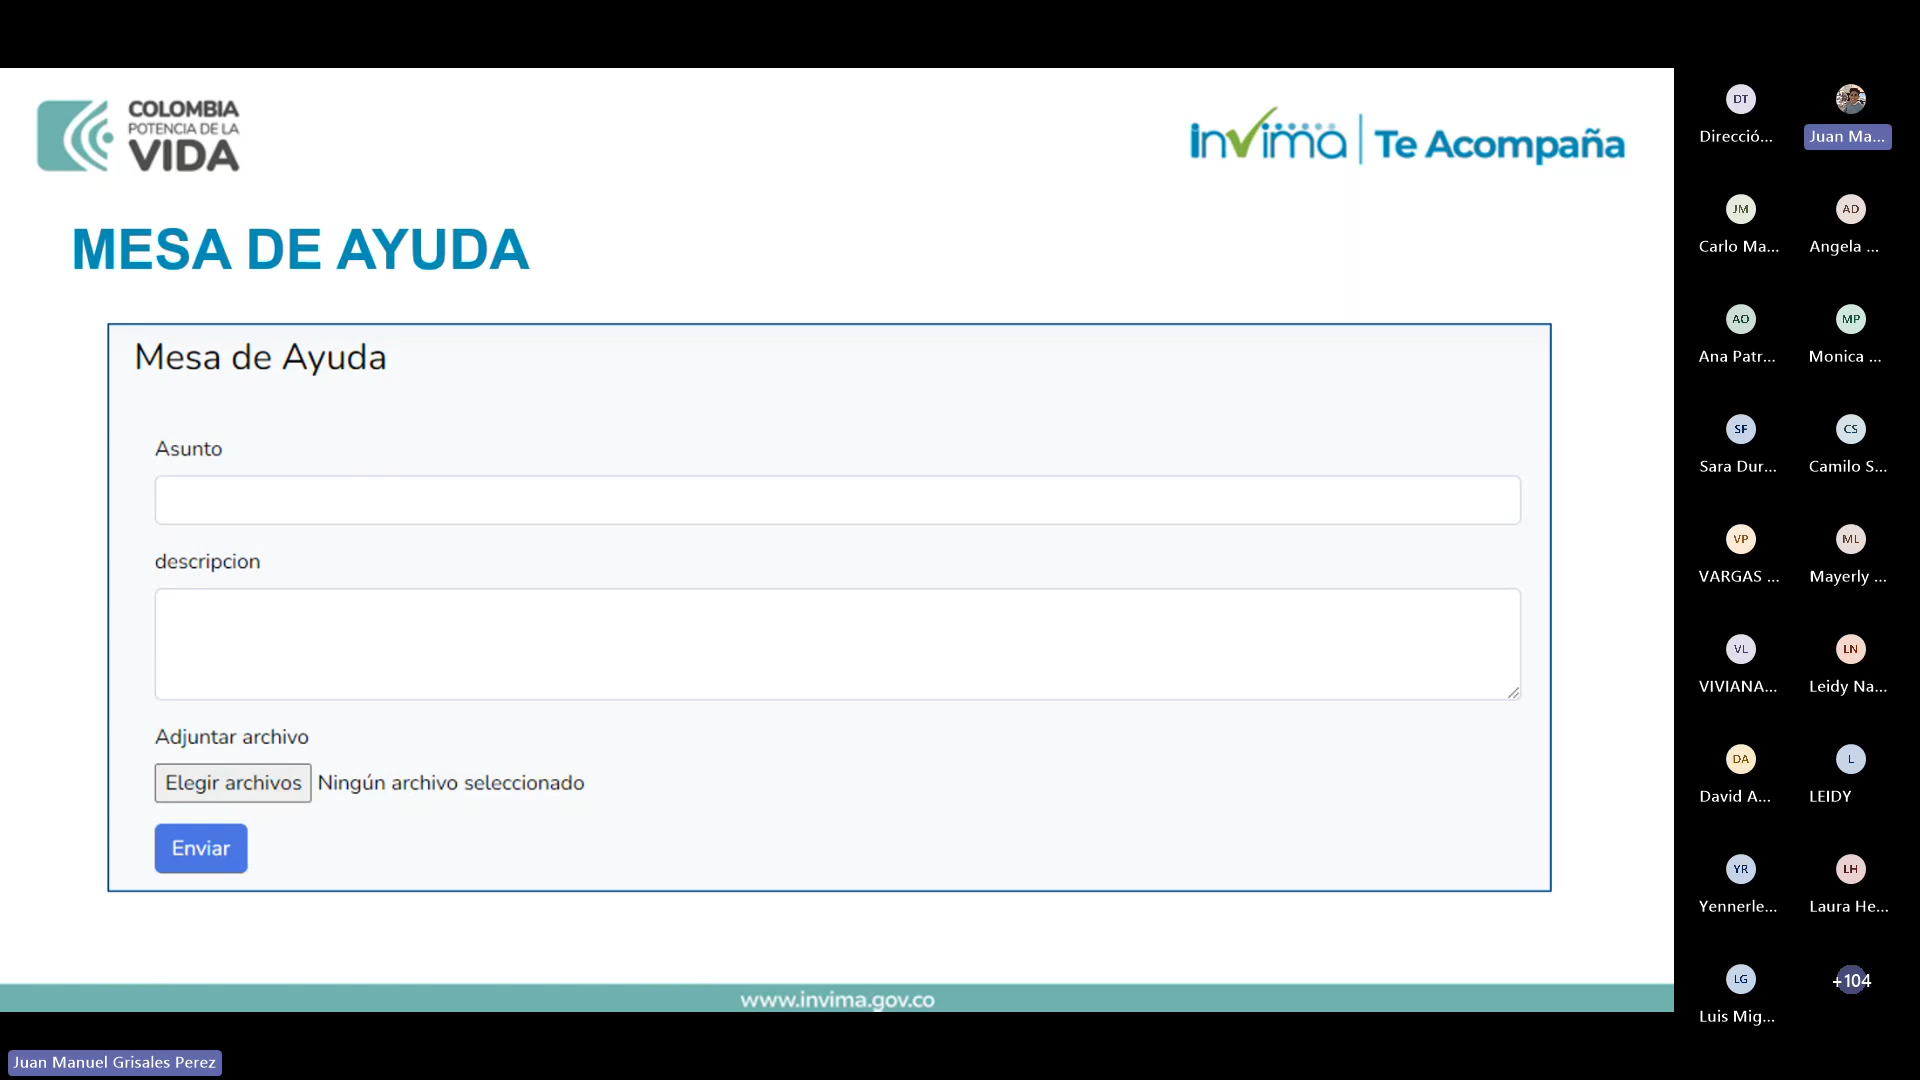 COLOMBIA
POTENCIA DE LA
VIDA
invima | Te Acompaña
MESA DE AYUDA
Mesa de Ayuda
Asunto
descripcion
Adjuntar archivo
Elegir archivos Ningún archivo seleccionado
Enviar
www.invima.gov.co
DT
Direcció... Juan Ma...
JM AD
Carlo Ma... Angela ...
AO MP
Ana Patr... Monica ...
SF CS
Sara Dur... Camilo S...
VP ML
VARGAS ... Mayerly ...
VL LN
VIVIANA... Leidy Na...
DA L
David A... LEIDY
YR LH
Yennerle... Laura He...
LG +104
Luis Mig...
Juan Manuel Grisales Perez